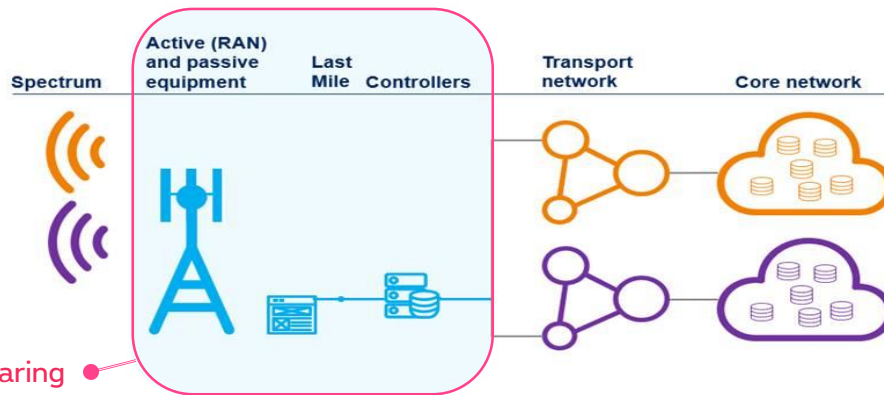 Active (RAN)
and passive
equipment
Spectrum
Last
Mile
Controllers
Transport
network
Core network
aring